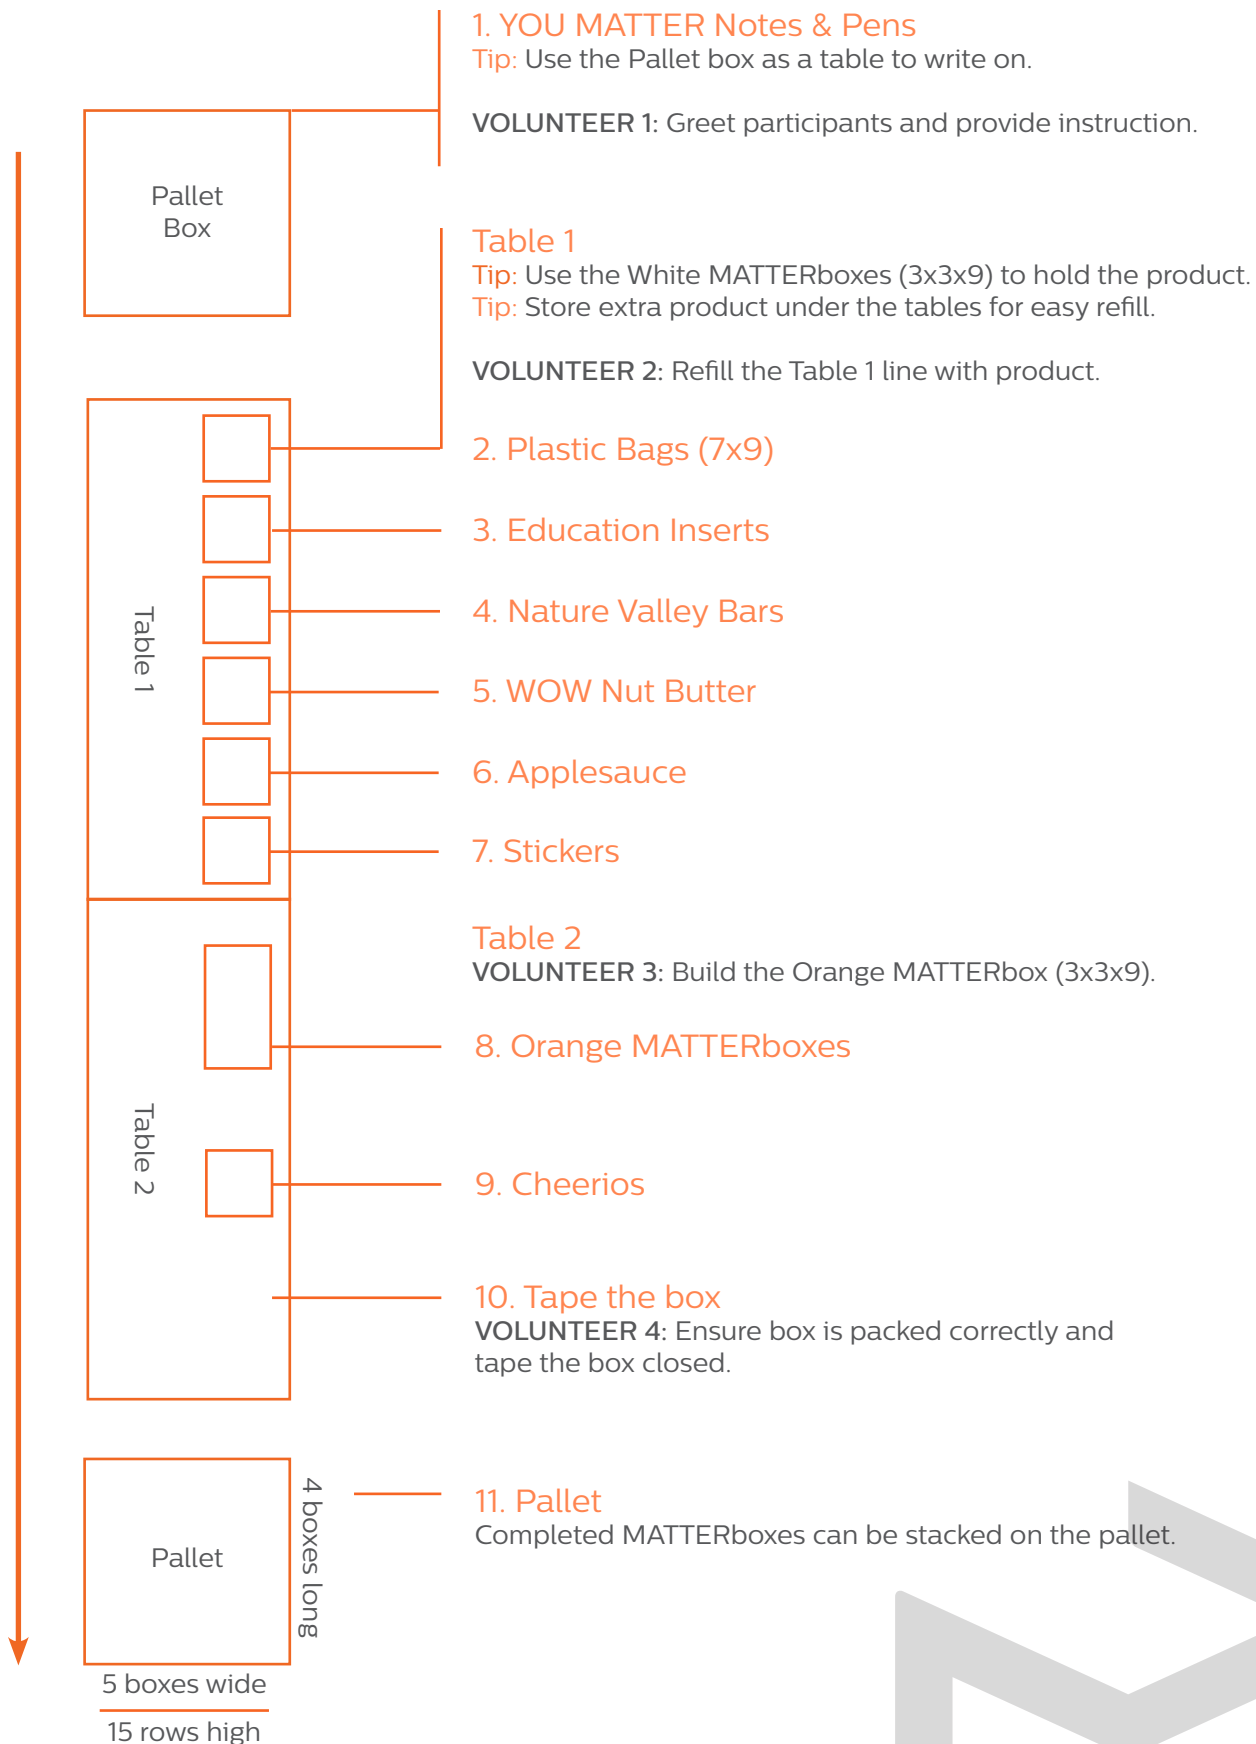 1. YOU MATTER Notes & Pens
Tip: Use the Pallet box as a table to write on.
VOLUNTEER 1: Greet participants and provide instruction.
Pallet
Box
Table 1
Tip: Use the White MATTERboxes (3x3x9) to hold the product.
Tip: Store extra product under the tables for easy refill.
VOLUNTEER 2: Refill the Table 1 line with product.
2. Plastic Bags (7x9)
3. Education Inserts
4. Nature Valley Bars
Table 1
5. WOW Nut Butter
6. Applesauce
7. Stickers
Table 2
VOLUNTEER 3: Build the Orange MATTERbox (3x3x9).
8. Orange MATTERboxes
Table 2
9. Cheerios
10. Tape the box
VOLUNTEER 4: Ensure box is packed correctly and
tape the box closed.
Pallet
4 boxes long
11. Pallet
Completed MATTERboxes can be stacked on the pallet.
5 boxes wide
15 rows high